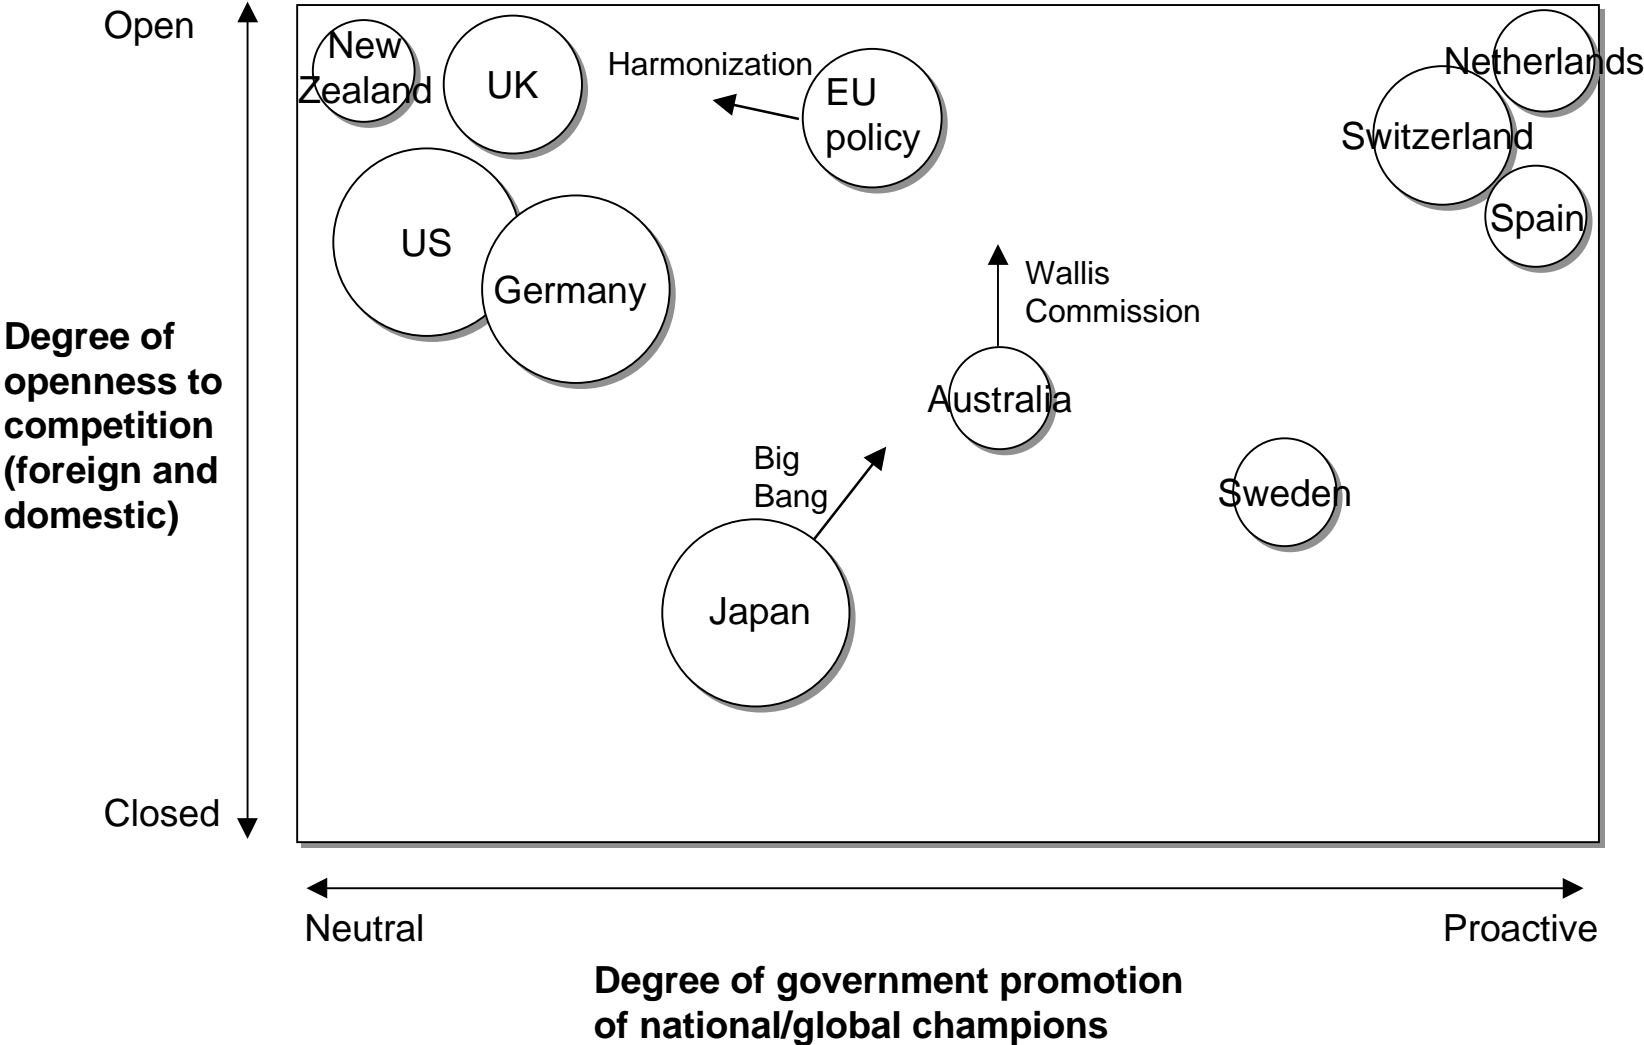 Open
New
Zealand
UK
Harmonization
EU
policy
Netherlands
Switzerland
Spain
US
Germany
Wallis
Commission
Degree of
openness to
competition
(foreign and
domestic)
Australia
Big
Bang
Sweden
Japan
Closed
Neutral
Proactive
Degree of government promotion
of national/global champions